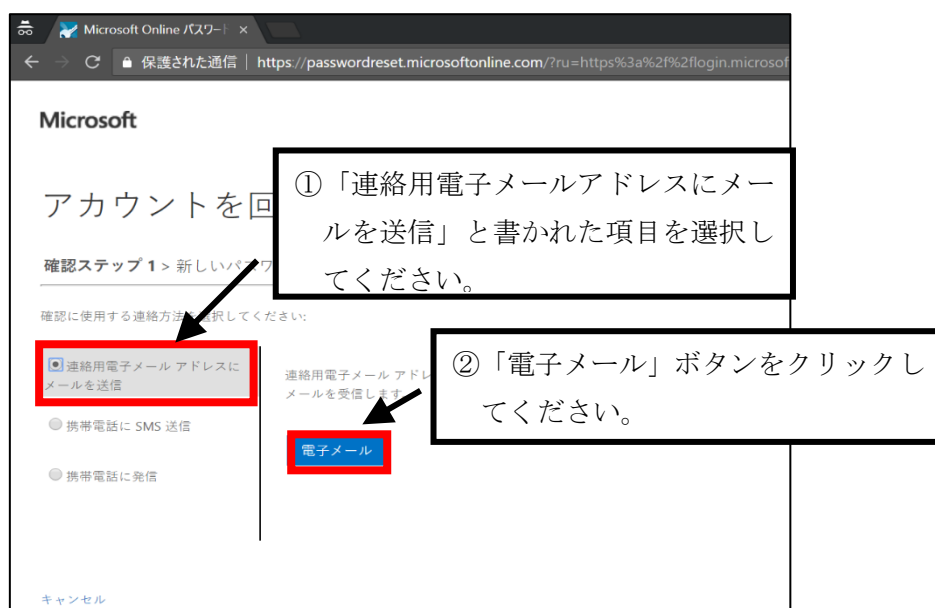 Microsoft Online パスワード
保護された通信
https://passwordreset.microsoftonline.com/?ru=https%3a%2f%2flogin.microsof
Microsoft
アカウントを回
①「連絡用電子メールアドレスにメー
ルを送信」と書かれた項目を選択し
てください。
確認ステップ 1 > 新しいパスワ
確認に使用する連絡方法を選択してください:
連絡用電子メール アドレスに
メールを送信
携帯電話に SMS 送信
携帯電話に発信
連絡用電子メール アドレ
メールを受信します
電子メール
②「電子メール」ボタンをクリックし
てください。
キャンセル